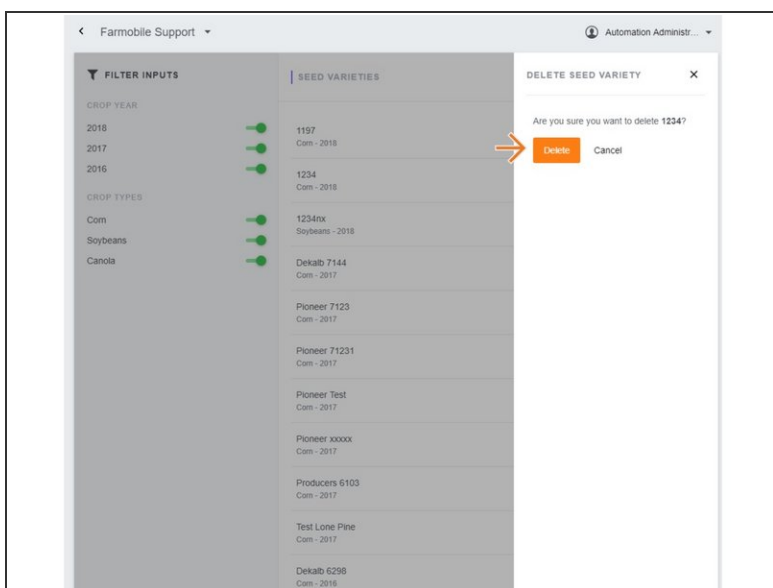 Farmobile Support
Automation Administr...
FILTER INPUTS
CROP YEAR
2018
2017
2016
CROP TYPES
Corn
Soybeans
Canola
SEED VARIETIES
1197
Corn - 2018
1234
Corn - 2018
1234nx
Soybeans - 2018
Dekalb 7144
Corn - 2017
Pioneer 7123
Corn - 2017
Pioneer 71231
Corn - 2017
Pioneer Test
Corn - 2017
Pioneer xxxxx
Corn - 2017
Producers 6103
Corn - 2017
Test Lone Pine
Corn - 2017
Dekalb 6298
Corn - 2016
DELETE SEED VARIETY
Are you sure you want to delete 1234?
Delete Cancel